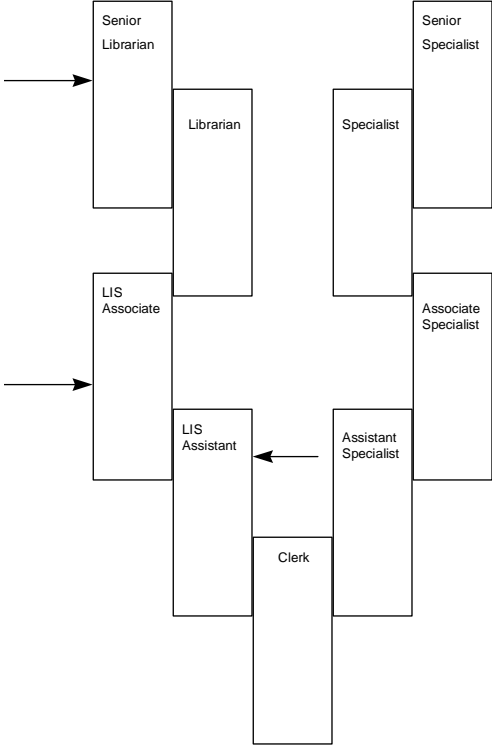 Senior
Librarian
Senior
Specialist
Librarian
Specialist
LIS
Associate
Associate
Specialist
LIS
Assistant
Assistant
Specialist
Clerk